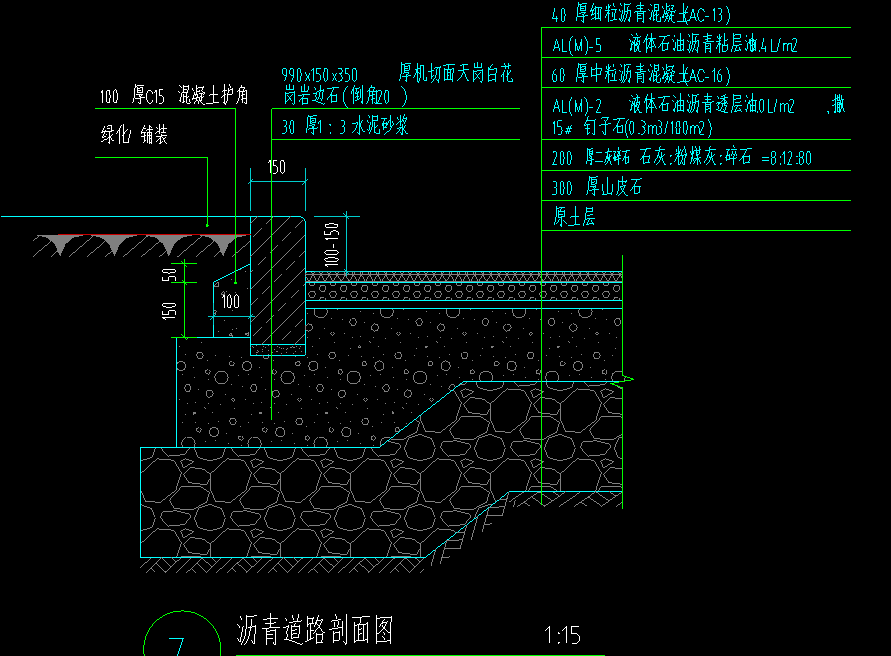 40 厚细粒沥青混凝土(AC-13)
AL(M)-5 液体石油沥青粘层油0.4L/m2
60 厚中粒沥青混凝土(AC-16)
AL(M)-2 液体石油沥青透层油1.0L/m2 ,撒
15# 钉子石(0.3m3/100m2)
200 厚二灰碎石 石灰:粉煤灰:碎石 =8:12:80
300 厚山皮石
原土层
990x150x350 厚机切面天岗白花
岗岩边石(倒角20 )
30 厚1:3水泥砂浆
100 厚C15 混凝土护角
绿化/铺装
150
100-150
50
150
100
7
沥青道路剖面图 1:15